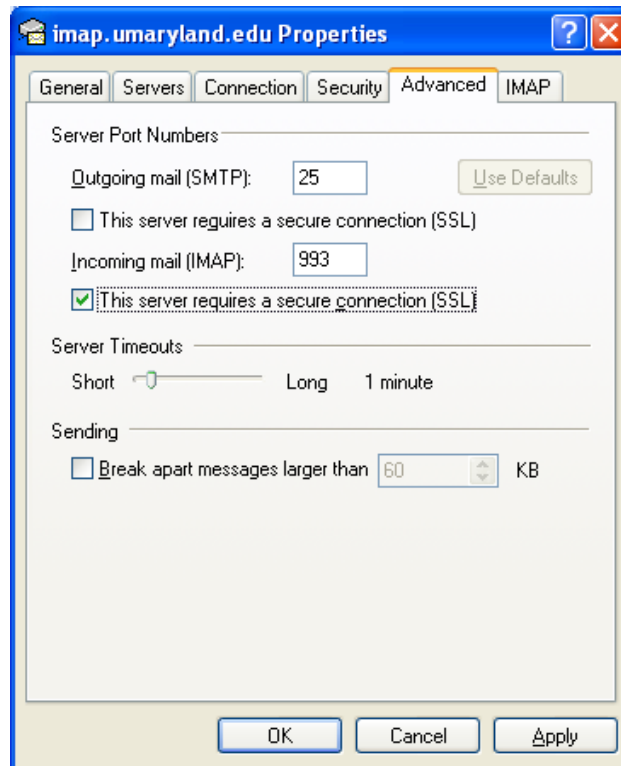 imap.umaryland.edu Properties
General Servers Connection Security Advanced IMAP
Server Port Numbers
Outgoing mail (SMTP): 25 Use Defaults
This server requires a secure connection (SSL)
Incoming mail (IMAP): 993
This server requires a secure connection (SSL)
Server Timeouts
Short Long 1 minute
Sending
Break apart messages larger than 60 KB
OK Cancel Apply